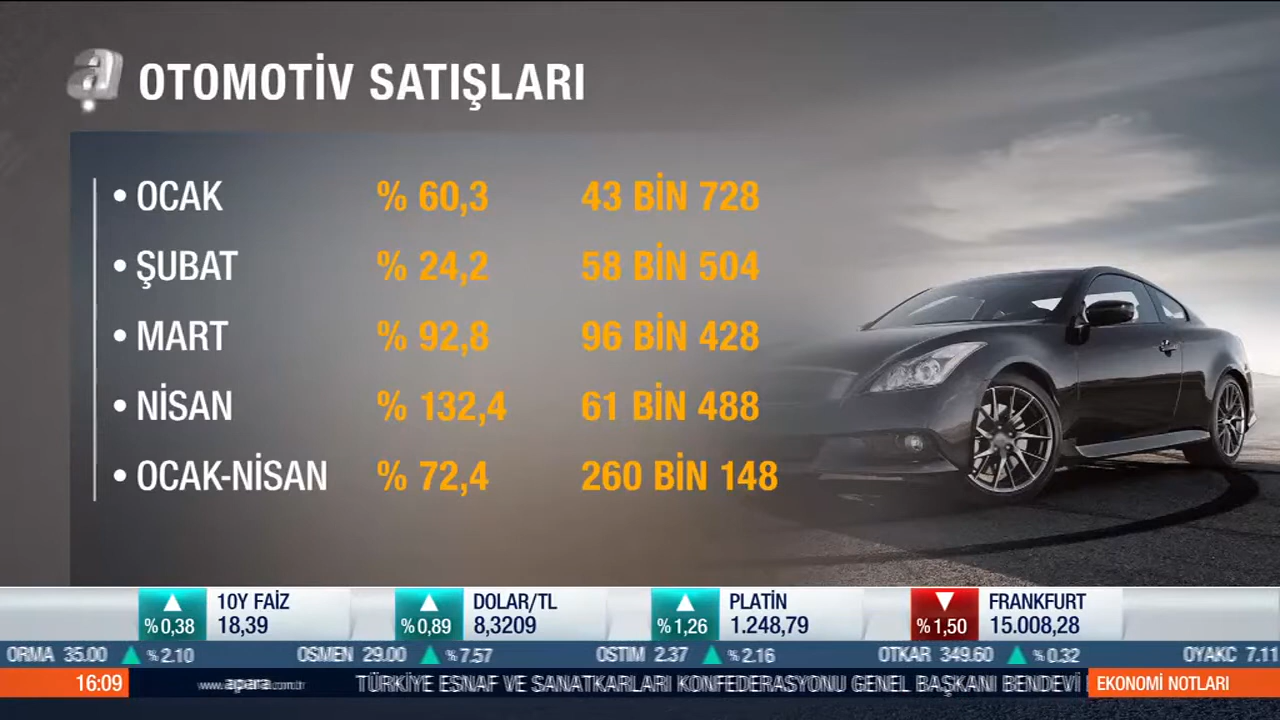 a
OTOMOTİV SATIŞLARI
• OCAK % 60,3 43 BİN 728
• ŞUBAT % 24,2 58 BİN 504
• MART % 92,8 96 BİN 428
• NİSAN % 132,4 61 BİN 488
• OCAK-NİSAN % 72,4 260 BİN 148
% 0,38 10Y FAİZ 18,39
% 0,89 DOLAR/TL 8,3209
% 1,26 PLATİN 1.248,79
% 1,50 FRANKFURT 15.008,28
ORMA 35.00 % 2.10 OSMEN 29.00 % 7.57 OSTIM 2.37 % 2.16 OTKAR 349.60 % 0.32 OYAKC 7.11
16:09 www.apara.com.tr TÜRKİYE ESNAF VE SANATKARLARI KONFEDERASYONU GENEL BAŞKANI BENDEVİ EKONOMİ NOTLARI